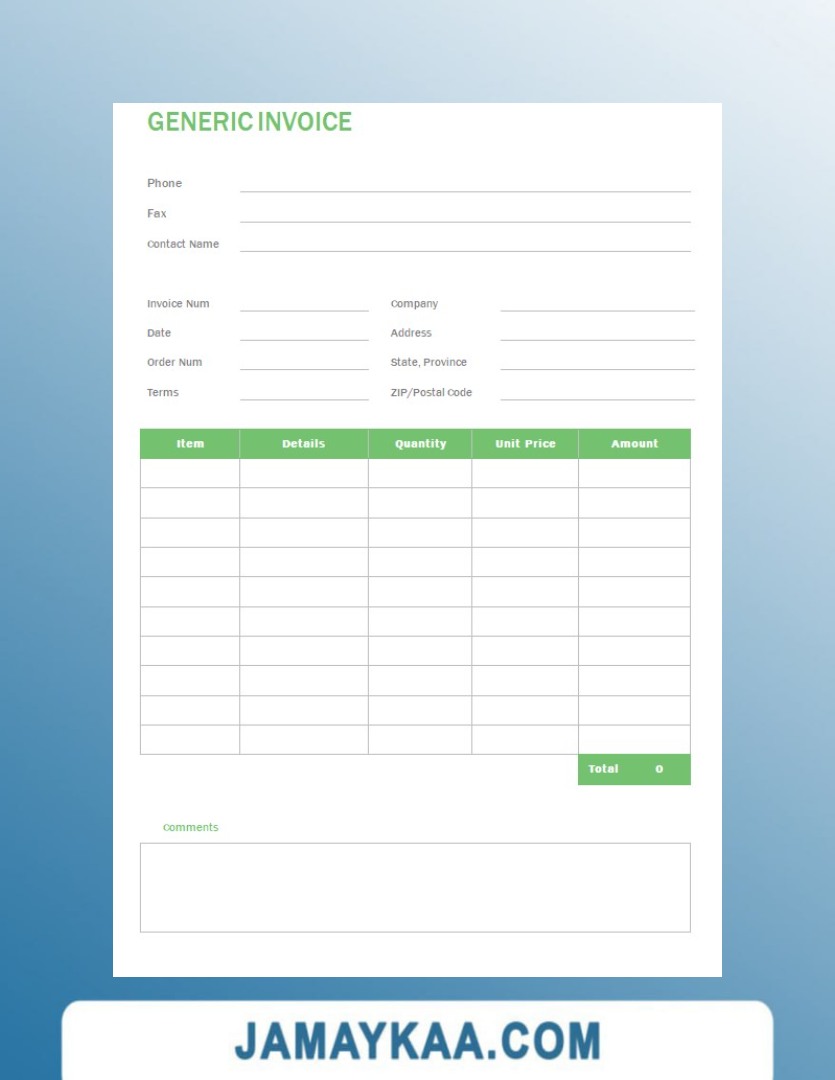 GENERIC INVOICE
Phone
Fax
Contact Name
Invoice Num Company
Date Address
Order Num State, Province
Terms ZIP/Postal Code
Item Details Quantity Unit Price Amount
Total 0
Comments
JAMAYKAA.COM